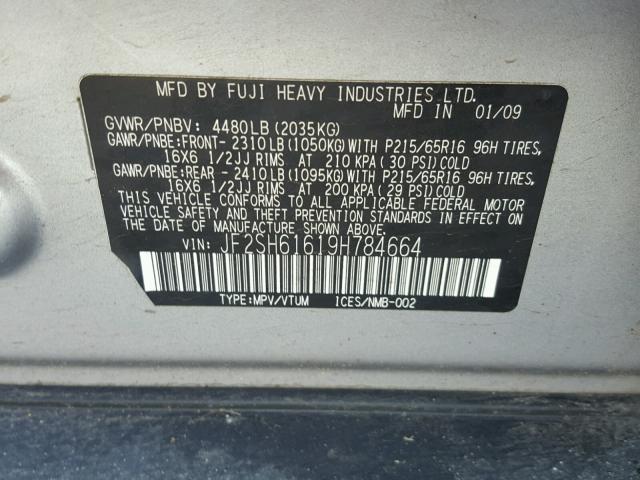 MFD BY FUJI HEAVY INDUSTRIES LTD.
MFD IN 01/09
GVWR/PNBV: 4480LB(2035KG)
GAWR/PNBE:FRONT-2310LB(1050KG)WITH P215/65R16 96H TIRES,
16X6 1/2JJ RIMS AT 210 KPA(30 PSI)COLD
GAWR/PNBE:REAR -2410LB(1095KG)WITH P215/65R16 96H TIRES,
16X6 1/2JJ RIMS AT 200 KPA(29 PSI)COLD
THIS VEHICLE CONFORMS TO ALL APPLICABLE FEDERAL MOTOR
VEHICLE SAFETY AND THEFT PREVENTION STANDARDS IN EFFECT ON
THE DATE OF MANUFACTURE SHOWN ABOVE.
VIN: JF2SH61619H784664
TYPE:MPV/VTUM ICES/NMB-002